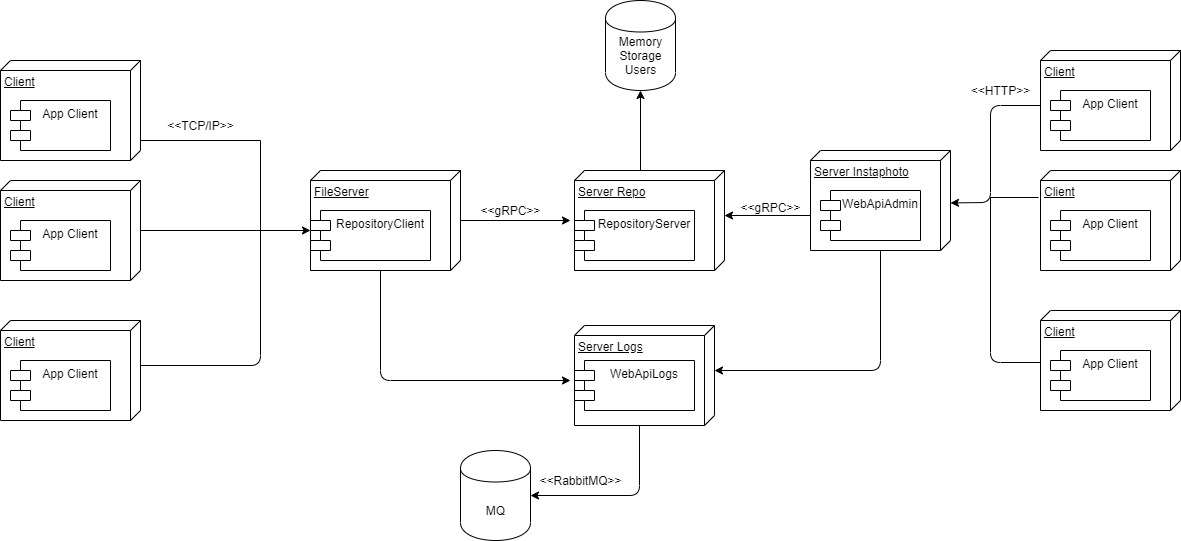 Memory
Storage
Users
Client
App Client
<<TCP/IP>>
Client
App Client
Client
App Client
FileServer
RepositoryClient
<<gRPC>>
Server Repo
RepositoryServer
<<gRPC>>
Server Instaphoto
WebApiAdmin
<<HTTP>>
Client
App Client
Client
App Client
Client
App Client
Server Logs
WebApiLogs
<<RabbitMQ>>
MQ